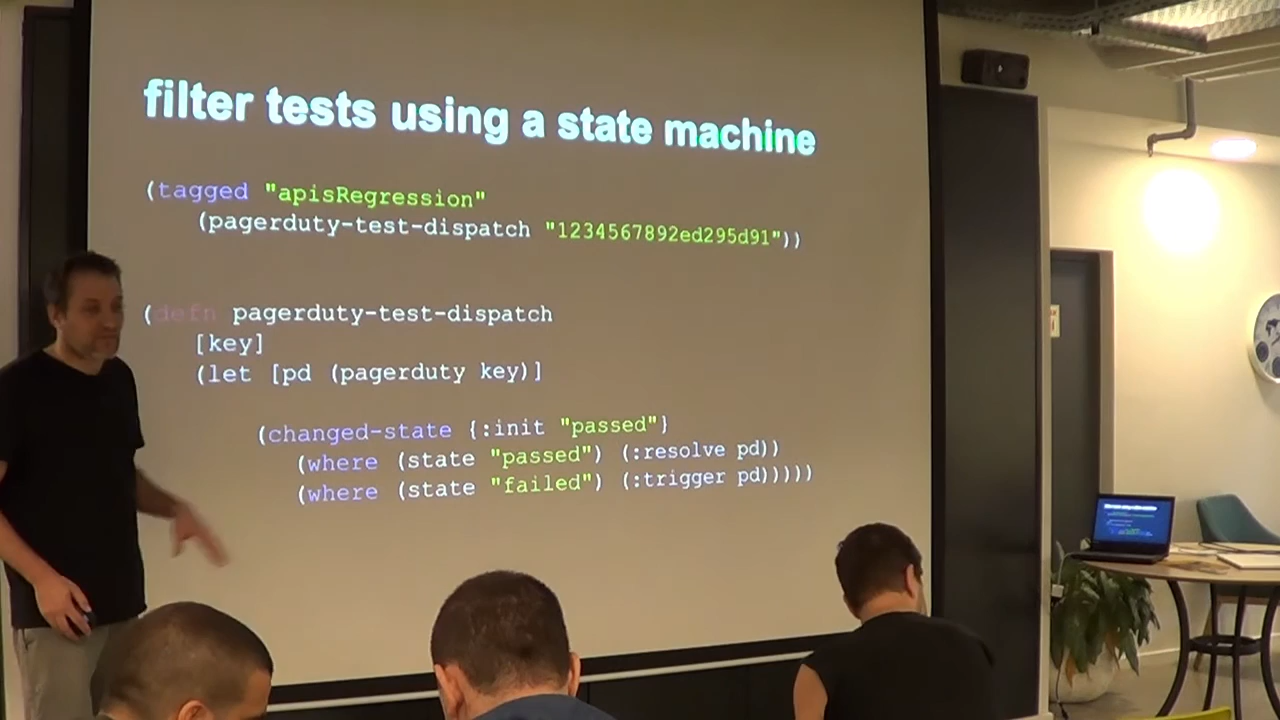 filter tests using a state machine
(tagged "apisRegression"
(pagerduty-test-dispatch "1234567892ed295d91"))
(defn pagerduty-test-dispatch
[key]
(let [pd (pagerduty key)]
(changed-state {:init "passed"}
(where (state "passed") (:resolve pd))
(where (state "failed") (:trigger pd)))))